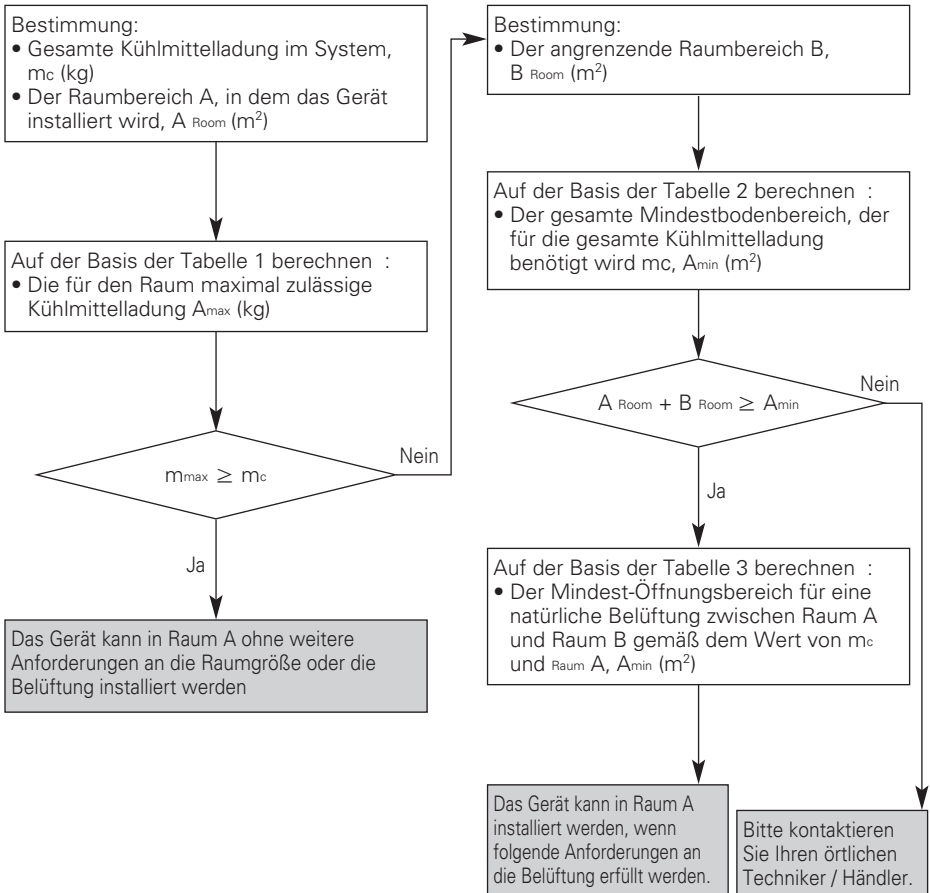 Bestimmung:
• Gesamte Kühlmittelladung im System,
mc (kg)
• Der Raumbereich A, in dem das Gerät
installiert wird, A Room (m²)
Auf der Basis der Tabelle 1 berechnen :
• Die für den Raum maximal zulässige
Kühlmittelladung Amax (kg)
mmax ≥ mc
Nein
Ja
Das Gerät kann in Raum A ohne weitere
Anforderungen an die Raumgröße oder die
Belüftung installiert werden
Bestimmung:
• Der angrenzende Raumbereich B,
B Room (m²)
Auf der Basis der Tabelle 2 berechnen :
• Der gesamte Mindestbodenbereich, der
für die gesamte Kühlmittelladung
benötigt wird mc, Amin (m²)
A Room + B Room ≥ Amin
Nein
Ja
Auf der Basis der Tabelle 3 berechnen :
• Der Mindest-Öffnungsbereich für eine
natürliche Belüftung zwischen Raum A
und Raum B gemäß dem Wert von mc
und Raum A, Amin (m²)
Das Gerät kann in Raum A
installiert werden, wenn
folgende Anforderungen an
die Belüftung erfüllt werden.
Bitte kontaktieren
Sie Ihren örtlichen
Techniker / Händler.